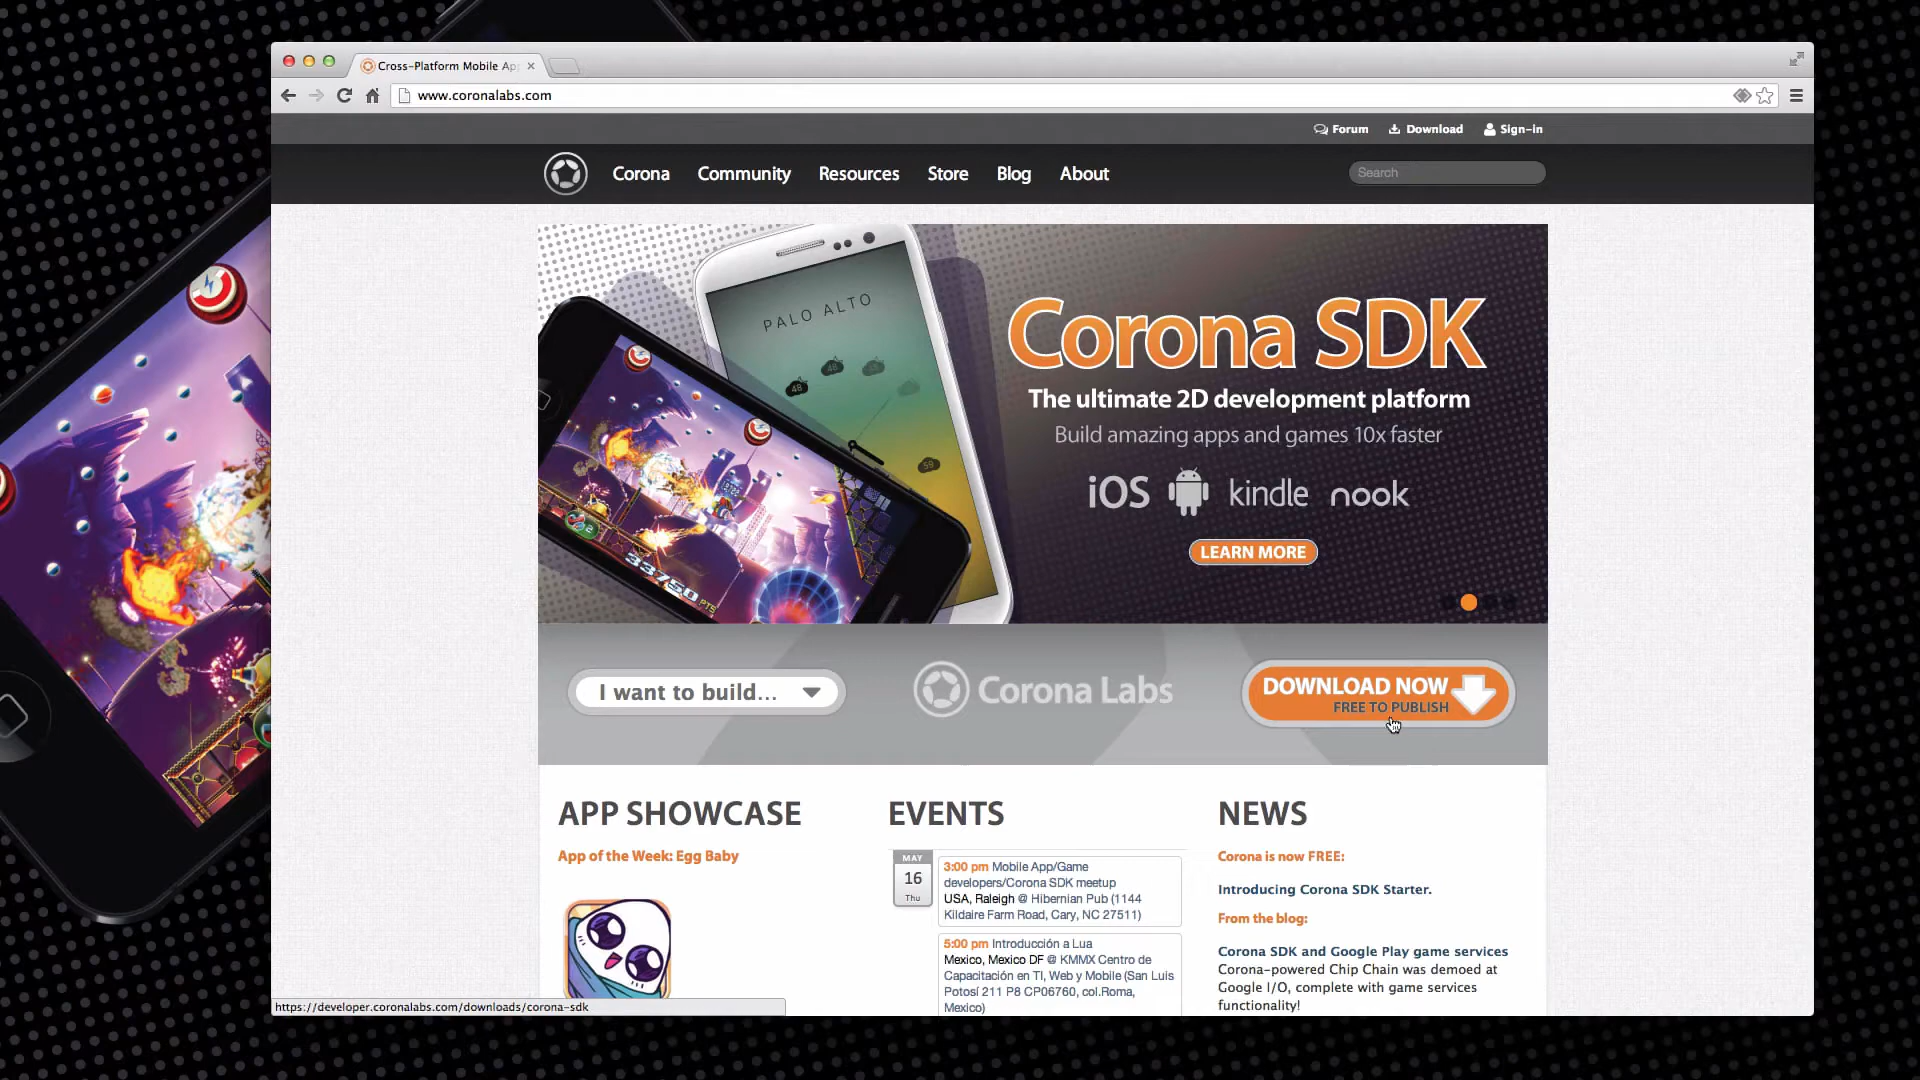 Cross-Platform Mobile Ap
www.coronalabs.com
Forum
Download
Sign-in
Corona
Community
Resources
Store
Blog
About
Search
PALO ALTO
48
59
33750 PTS
Corona SDK
The ultimate 2D development platform
Build amazing apps and games 10x faster
iOS kindle nook
LEARN MORE
I want to build...
Corona Labs
DOWNLOAD NOW
FREE TO PUBLISH
APP SHOWCASE
App of the Week: Egg Baby
EVENTS
MAY
16
Thu
3:00 pm Mobile App/Game
developers/Corona SDK meetup
USA, Raleigh @ Hibernian Pub (1144
Kildaire Farm Road, Cary, NC 27511)
5:00 pm Introducción a Lua
Mexico, Mexico DF @ KMMX Centro de
Capacitación en TI, Web y Mobile (San Luis
Potosí 211 P8 CP06760, col.Roma,
Mexico)
NEWS
Corona is now FREE:
Introducing Corona SDK Starter.
From the blog:
Corona SDK and Google Play game services
Corona-powered Chip Chain was demoed at
Google I/O, complete with game services
functionality!
https://developer.coronalabs.com/downloads/corona-sdk